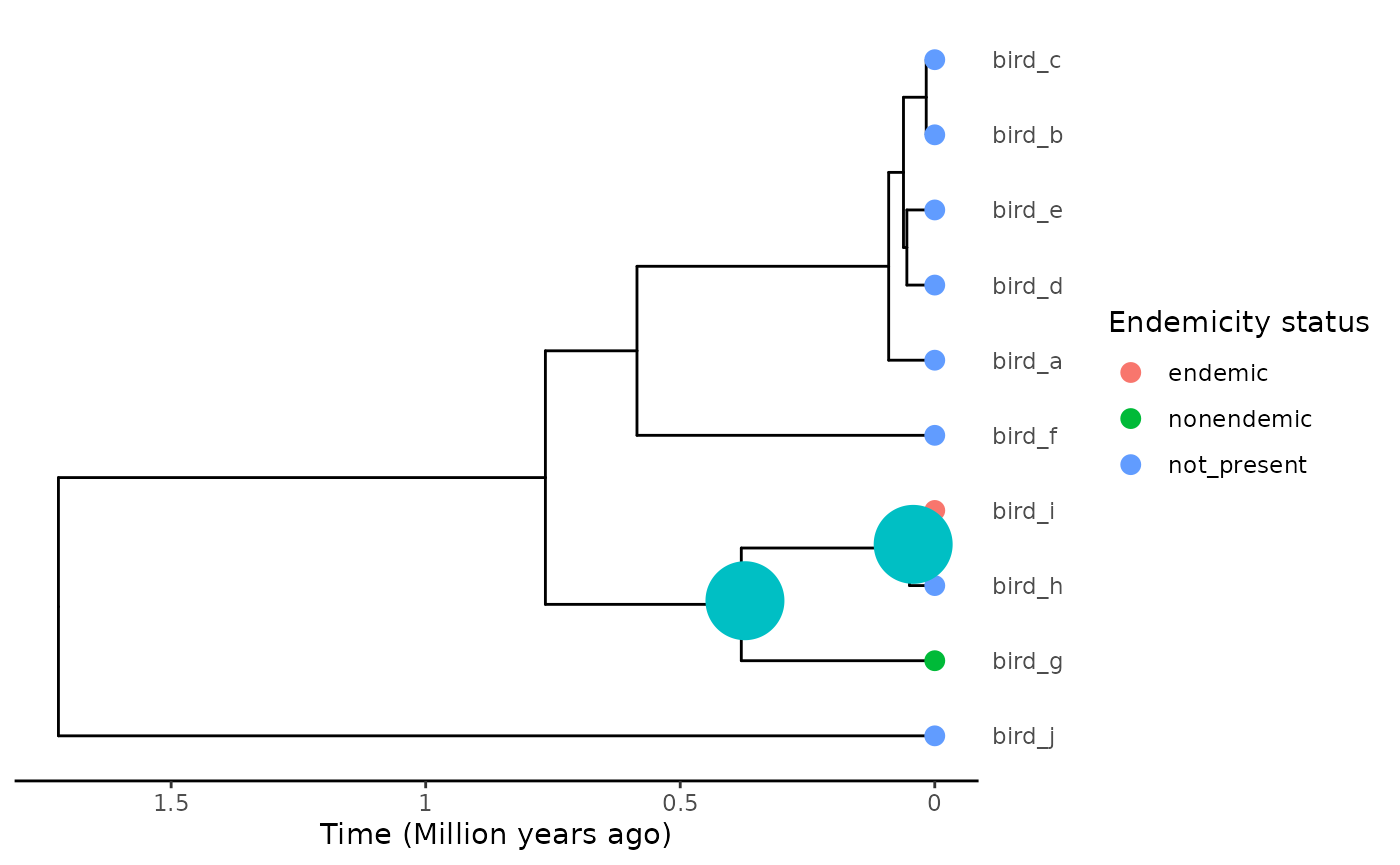 bird_c
bird_b
bird_e
bird_d
bird_a
bird_f
bird_i
bird_h
bird_g
bird_j
Endemicity status
endemic
nonendemic
not_present
1.5 1 0.5 0
Time (Million years ago)